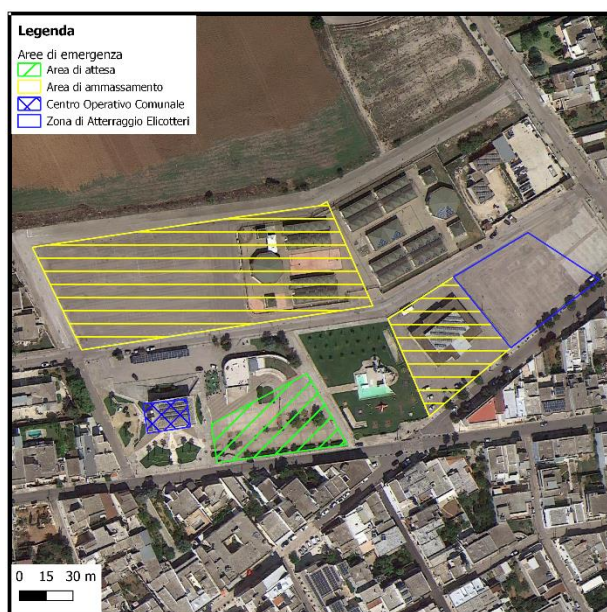 Legenda
Aree di emergenza
Area di attesa
Area di ammassamento
Centro Operativo Comunale
Zona di Atterraggio Elicotteri
0 15 30 m